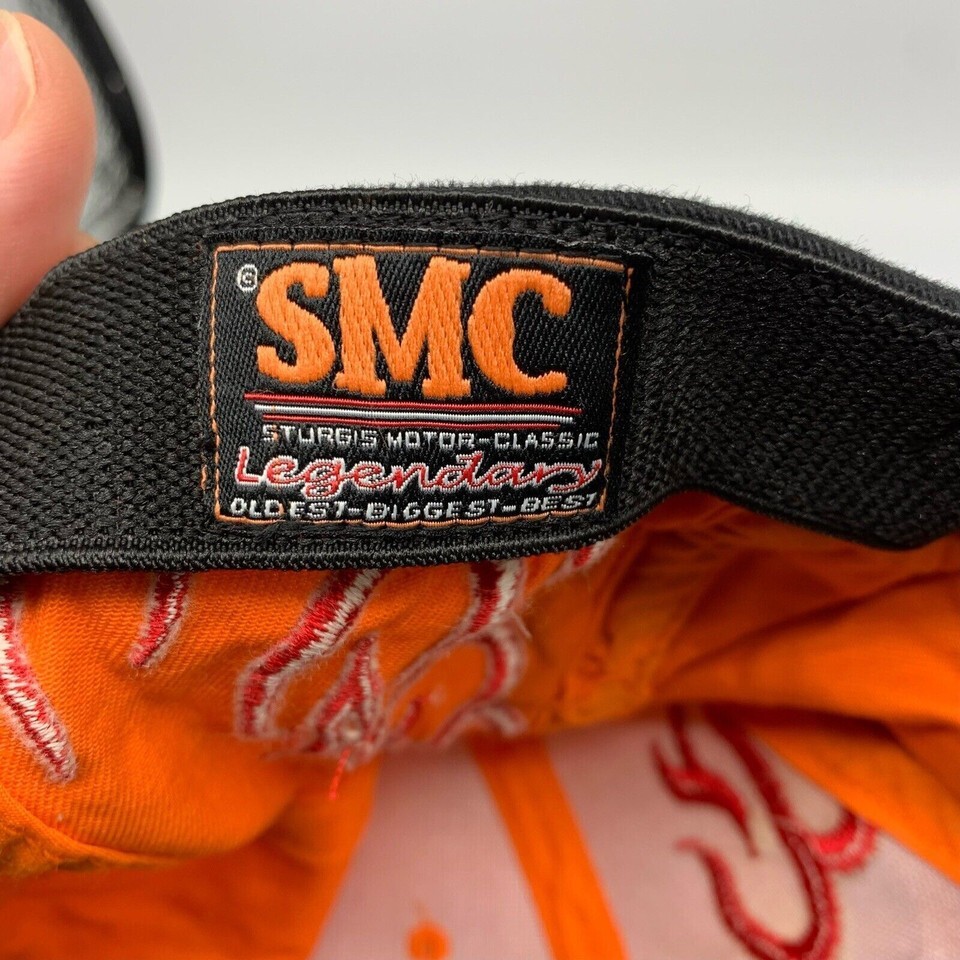 © SMC
STURGIS MOTOR-CLASSIC
Legendary
OLDEST-BIGGEST-BEST